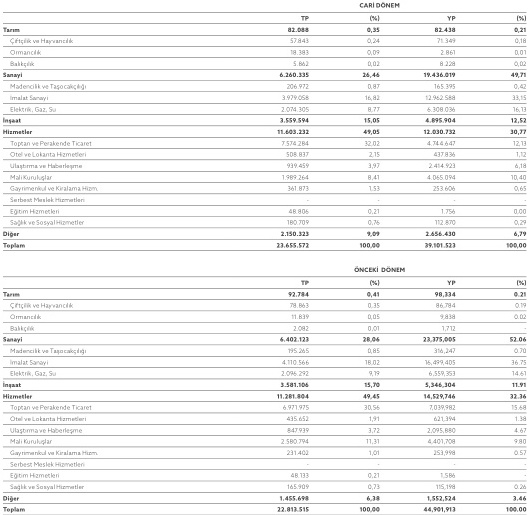 CARİ DÖNEM
TP (%) YP (%)
Tarım 82.088 0,35 82.438 0,21
Çiftçilik ve Hayvancılık 57.843 0,24 71.349 0,18
Ormancılık 18.383 0,09 2.861 0,01
Balıkçılık 5.862 0,02 8.228 0,02
Sanayi 6.260.335 26,46 19.436.019 49,71
Madencilik ve Taşocakçılığı 206.972 0,87 165.395 0,42
İmalat Sanayi 3.979.058 16,82 12.962.588 33,15
Elektrik, Gaz, Su 2.074.305 8,77 6.308.036 16,13
İnşaat 3.559.594 15,05 4.895.904 12,52
Hizmetler 11.603.232 49,05 12.030.732 30,77
Toptan ve Perakende Ticaret 7.574.284 32,02 4.744.647 12,13
Otel ve Lokanta Hizmetleri 508.837 2,15 437.836 1,12
Ulaştırma ve Haberleşme 939.459 3,97 2.414.923 6,18
Mali Kuruluşlar 1.989.264 8,41 4.065.094 10,40
Gayrimenkul ve Kiralama Hizm. 361.873 1,53 253.606 0,65
Serbest Meslek Hizmetleri - - - -
Eğitim Hizmetleri 48.806 0,21 1.756 0,00
Sağlık ve Sosyal Hizmetler 180.709 0,76 112.870 0,29
Diğer 2.150.323 9,09 2.656.430 6,79
Toplam 23.655.572 100,00 39.101.523 100,00
ÖNCEKİ DÖNEM
TP (%) YP (%)
Tarım 92.784 0,41 98,334 0.21
Çiftçilik ve Hayvancılık 78.863 0,35 86,784 0.19
Ormancılık 11.839 0,05 9,838 0.02
Balıkçılık 2.082 0,01 1,712 -
Sanayi 6.402.123 28,06 23,375,005 52.06
Madencilik ve Taşocakçılığı 195.265 0,85 316,247 0.70
İmalat Sanayi 4.110.566 18,02 16,499,405 36.75
Elektrik, Gaz, Su 2.096.292 9,19 6,559,353 14.61
İnşaat 3.581.106 15,70 5,346,304 11.91
Hizmetler 11.281.804 49,45 14,529,746 32.36
Toptan ve Perakende Ticaret 6.971.975 30,56 7,039,982 15.68
Otel ve Lokanta Hizmetleri 435.652 1,91 621,394 1.38
Ulaştırma ve Haberleşme 847.939 3,72 2,095,880 4.67
Mali Kuruluşlar 2.580.794 11,31 4,401,708 9.80
Gayrimenkul ve Kiralama Hizm. 231.402 1,01 253,998 0.57
Serbest Meslek Hizmetleri - - - -
Eğitim Hizmetleri 48.133 0,21 1,586 -
Sağlık ve Sosyal Hizmetler 165.909 0,73 115,198 0.26
Diğer 1.455.698 6,38 1,552,524 3.46
Toplam 22.813.515 100,00 44,901,913 100.00